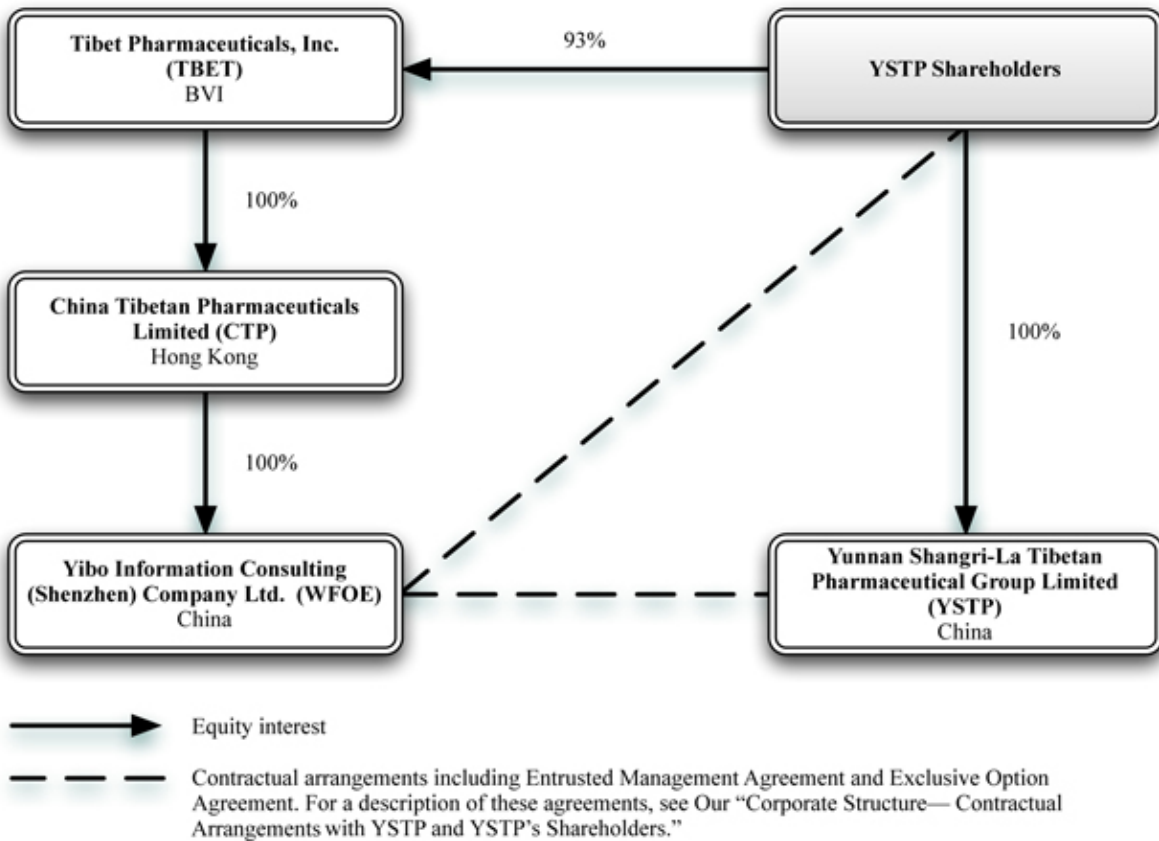 Tibet Pharmaceuticals, Inc.
(TBET)
BVI
93%
YSTP Shareholders
100%
China Tibetan Pharmaceuticals
Limited (CTP)
Hong Kong
100%
100%
Yibo Information Consulting
(Shenzhen) Company Ltd. (WFOE)
China
Yunnan Shangri-La Tibetan
Pharmaceutical Group Limited
(YSTP)
China
Equity interest
Contractual arrangements including Entrusted Management Agreement and Exclusive Option
Agreement. For a description of these agreements, see Our “Corporate Structure— Contractual
Arrangements with YSTP and YSTP’s Shareholders.”